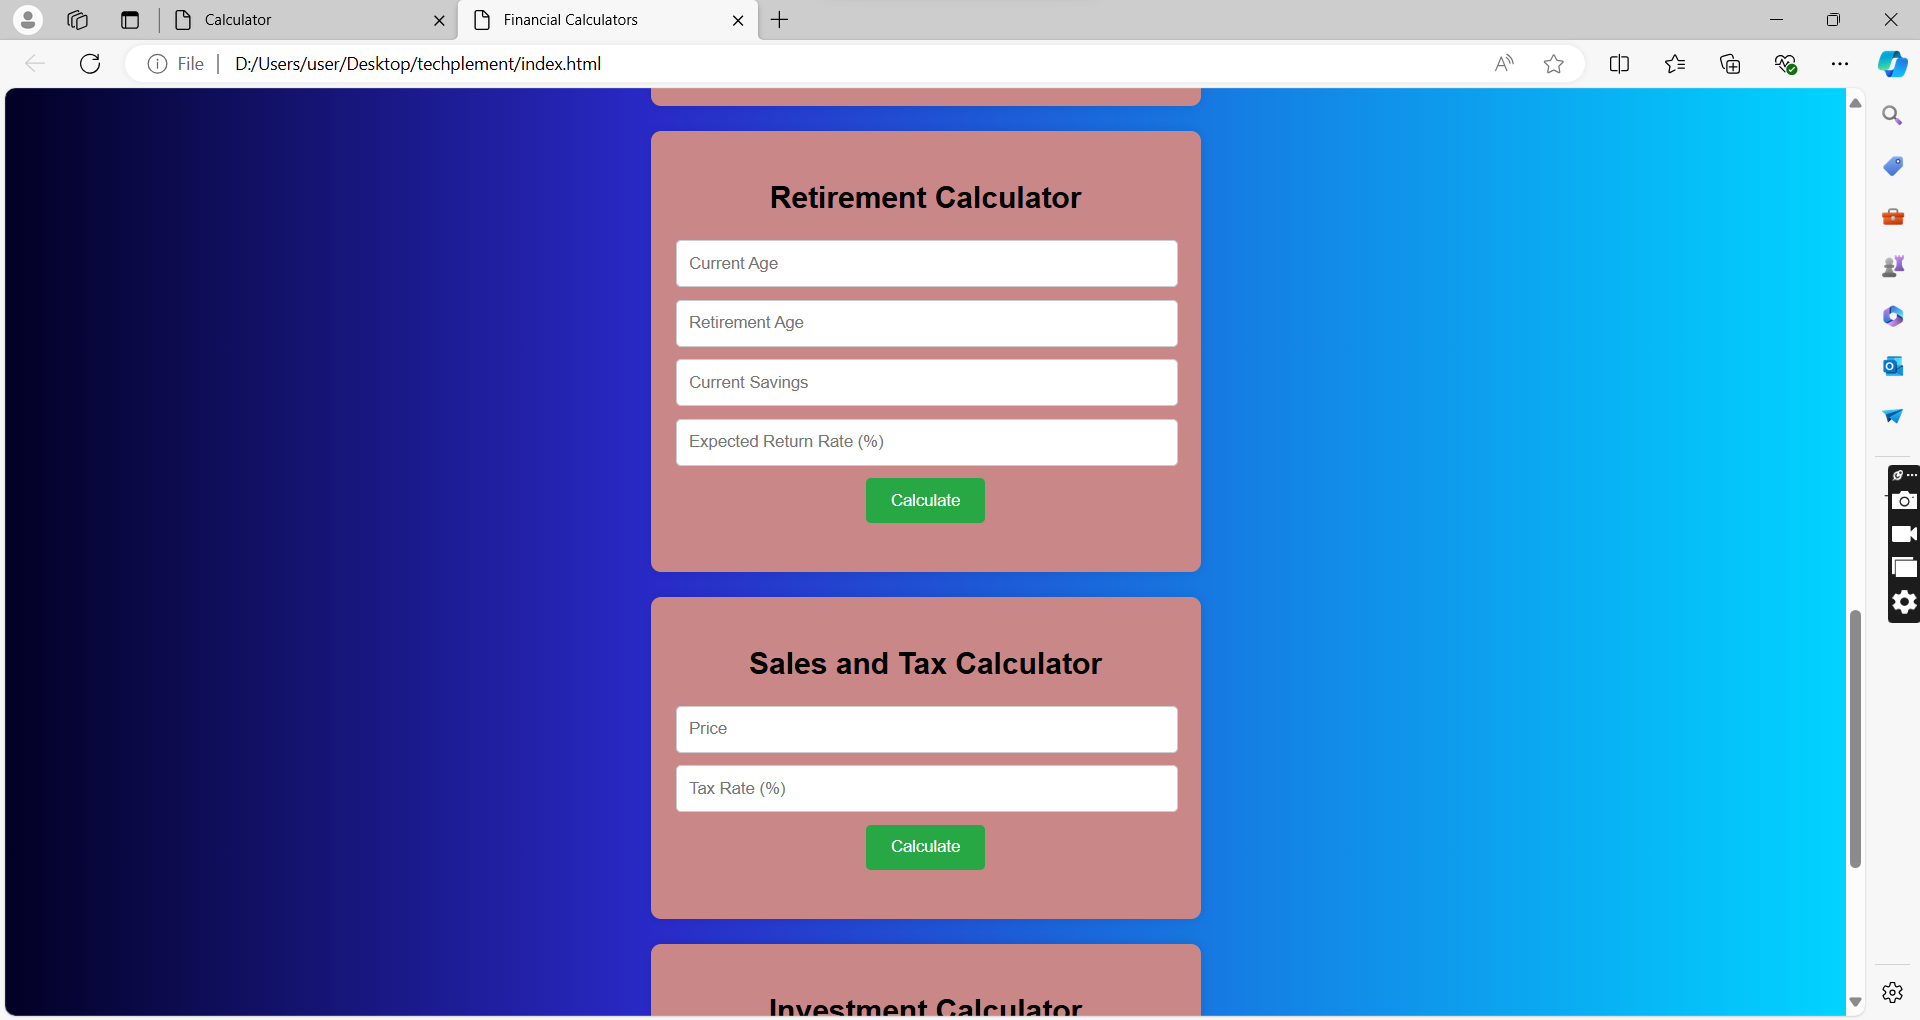 Calculator
Financial Calculators
File
D:/Users/user/Desktop/techplement/index.html
Retirement Calculator
Current Age
Retirement Age
Current Savings
Expected Return Rate (%)
Calculate
Sales and Tax Calculator
Price
Tax Rate (%)
Calculate
Investment Calculator